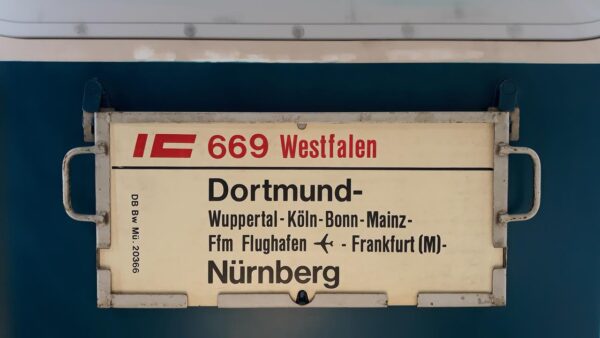 IC 669 Westfalen
Dortmund-
Wuppertal-Köln-Bonn-Mainz-
Ffm Flughafen ✈ - Frankfurt (M)-
Nürnberg
DB Bw Mü. 20366